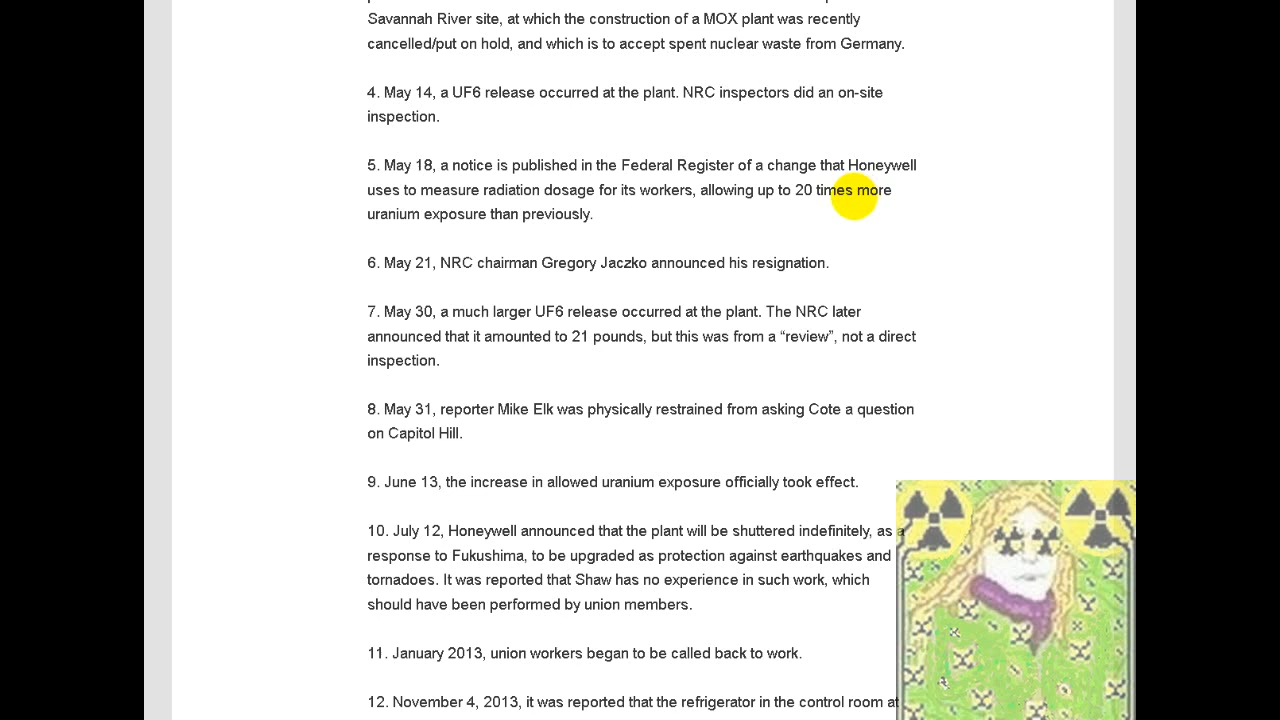 Savannah River site, at which the construction of a MOX plant was recently
cancelled/put on hold, and which is to accept spent nuclear waste from Germany.
4. May 14, a UF6 release occurred at the plant. NRC inspectors did an on-site
inspection.
5. May 18, a notice is published in the Federal Register of a change that Honeywell
uses to measure radiation dosage for its workers, allowing up to 20 times more
uranium exposure than previously.
6. May 21, NRC chairman Gregory Jaczko announced his resignation.
7. May 30, a much larger UF6 release occurred at the plant. The NRC later
announced that it amounted to 21 pounds, but this was from a “review”, not a direct
inspection.
8. May 31, reporter Mike Elk was physically restrained from asking Cote a question
on Capitol Hill.
9. June 13, the increase in allowed uranium exposure officially took effect.
10. July 12, Honeywell announced that the plant will be shuttered indefinitely, as a
response to Fukushima, to be upgraded as protection against earthquakes and
tornadoes. It was reported that Shaw has no experience in such work, which
should have been performed by union members.
11. January 2013, union workers began to be called back to work.
12. November 4, 2013, it was reported that the refrigerator in the control room at